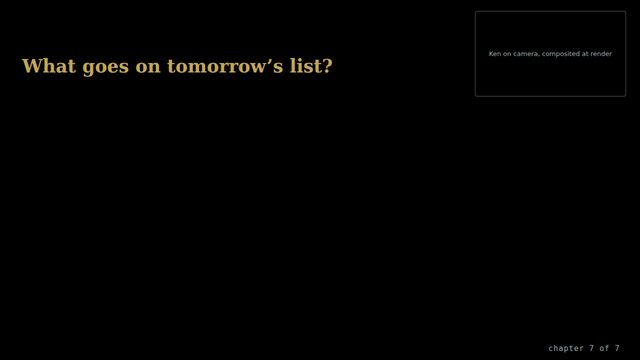 Ken on camera, composited at render
What goes on tomorrow’s list?
chapter 7 of 7